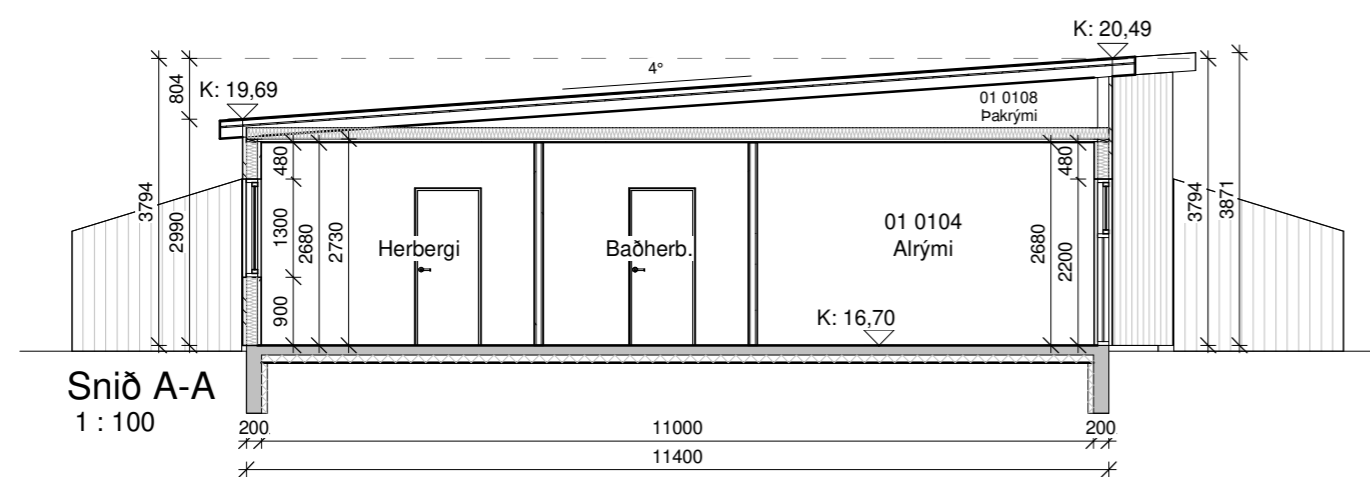 K: 20,49
K: 19,69
4°
01 0108
Þakrými
804
3794
2990
480
1300
2680
2730
900
Herbergi
Baðherb.
01 0104
Alrými
K: 16,70
2680
480
2200
3794
3871
Snið A-A
1 : 100
200
11000
200
11400